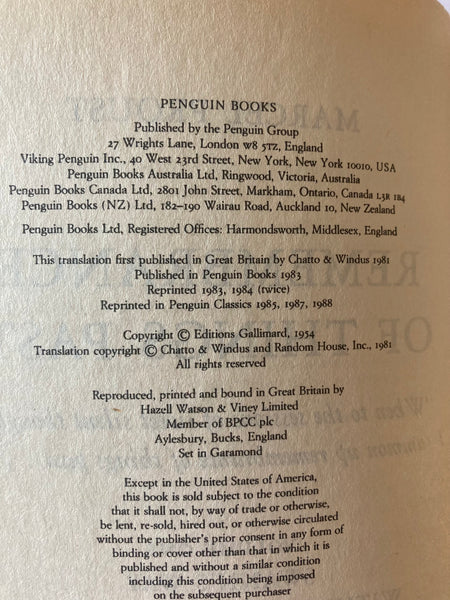 PENGUIN BOOKS
Published by the Penguin Group
27 Wrights Lane, London W8 5TZ, England
Viking Penguin Inc., 40 West 23rd Street, New York, New York 10010, USA
Penguin Books Australia Ltd, Ringwood, Victoria, Australia
Penguin Books Canada Ltd, 2801 John Street, Markham, Ontario, Canada L3R 1B4
Penguin Books (NZ) Ltd, 182–190 Wairau Road, Auckland 10, New Zealand
Penguin Books Ltd, Registered Offices: Harmondsworth, Middlesex, England
This translation first published in Great Britain by Chatto & Windus 1981
Published in Penguin Books 1983
Reprinted 1983, 1984 (twice)
Reprinted in Penguin Classics 1985, 1987, 1988
Copyright © Editions Gallimard, 1954
Translation copyright © Chatto & Windus and Random House, Inc., 1981
All rights reserved
Reproduced, printed and bound in Great Britain by
Hazell Watson & Viney Limited
Member of BPCC plc
Aylesbury, Bucks, England
Set in Garamond
Except in the United States of America,
this book is sold subject to the condition
that it shall not, by way of trade or otherwise,
be lent, re-sold, hired out, or otherwise circulated
without the publisher's prior consent in any form of
binding or cover other than that in which it is
published and without a similar condition
including this condition being imposed
on the subsequent purchaser